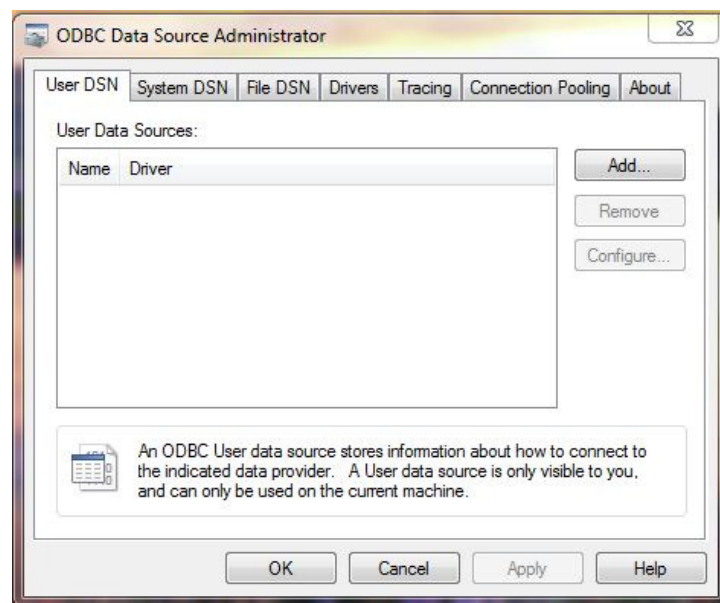 ODBC Data Source Administrator
User DSN System DSN File DSN Drivers Tracing Connection Pooling About
User Data Sources:
Name Driver
Add...
Remove
Configure...
An ODBC User data source stores information about how to connect to
the indicated data provider. A User data source is only visible to you,
and can only be used on the current machine.
OK Cancel Apply Help